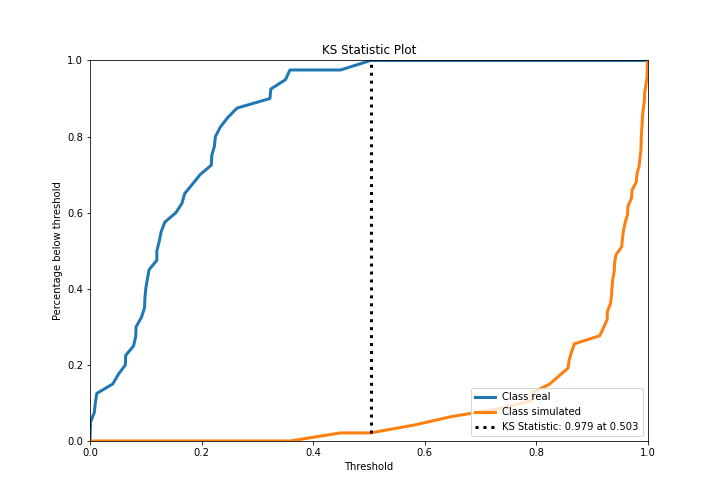 KS Statistic Plot
Percentage below threshold
1.0
0.8
0.6
0.4
0.2
0.0
0.0 0.2 0.4 0.6 0.8 1.0
Threshold
Class real
Class simulated
KS Statistic: 0.979 at 0.503